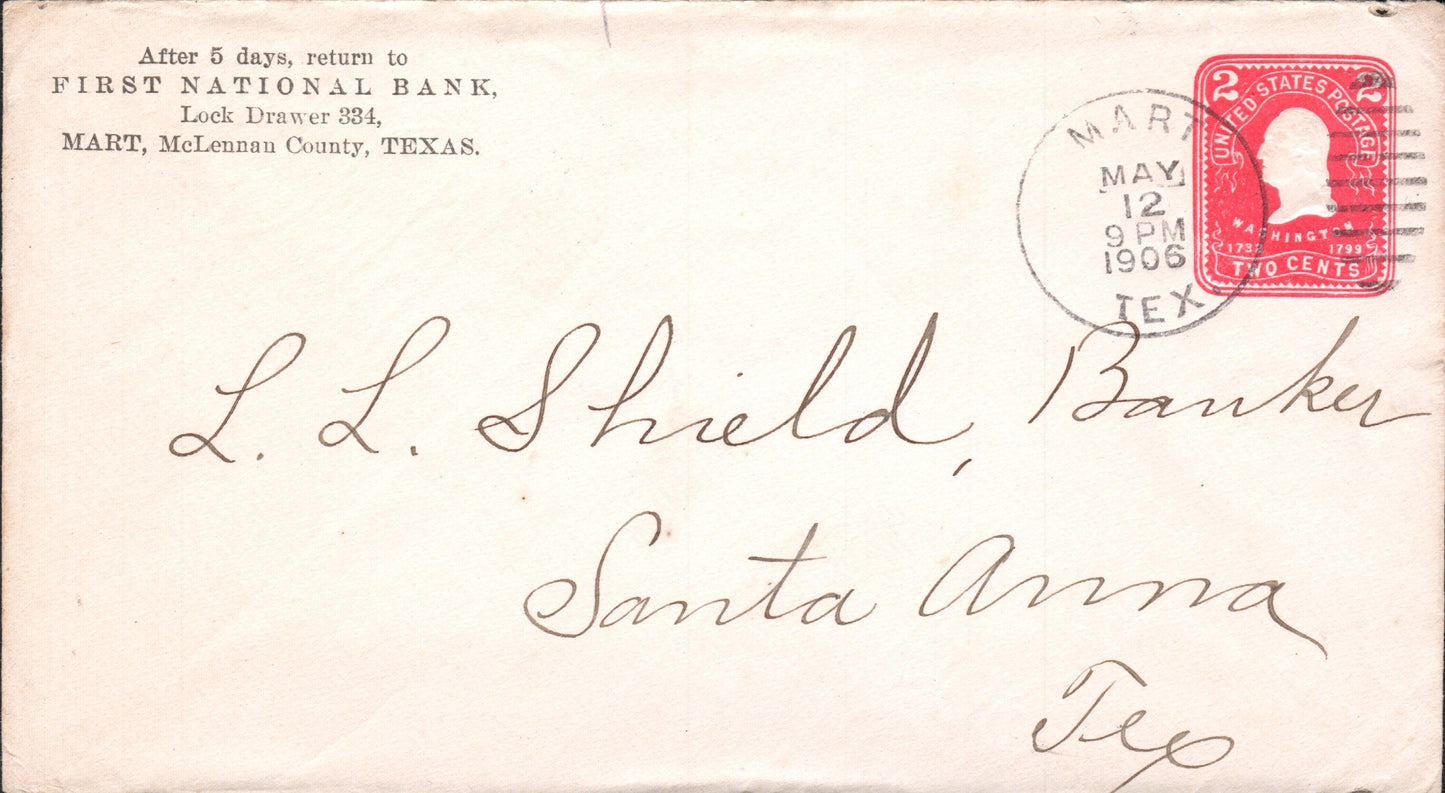 After 5 days, return to
FIRST NATIONAL BANK,
Lock Drawer 334,
MART, McLennan County, TEXAS.
MART
MAY
12
9 PM
1906
TEX.
2 2
UNITED STATES POSTAGE
WASHINGTON
1732 1799
TWO CENTS
L. L. Shield, Banker
Santa Anna
Tex